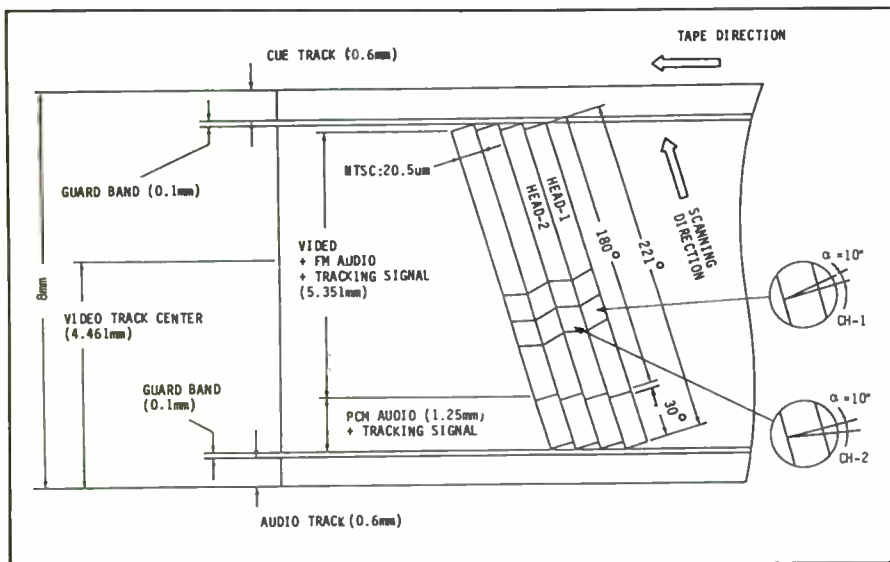 CUE TRACK (0.6mm)
TAPE DIRECTION
GUARD BAND (0.1mm)
NTSC:20.5um
HEAD-1
HEAD-2
SCANNING
DIRECTION
180°
221°
8mm
VIDEO
+ FM AUDIO
+ TRACKING SIGNAL
(5.351mm)
α =10°
CH-1
VIDEO TRACK CENTER
(4.461mm)
GUARD BAND
(0.1mm)
PCM AUDIO (1.25mm;
+ TRACKING SIGNAL
30°
α =10°
CH-2
AUDIO TRACK (0.6mm)